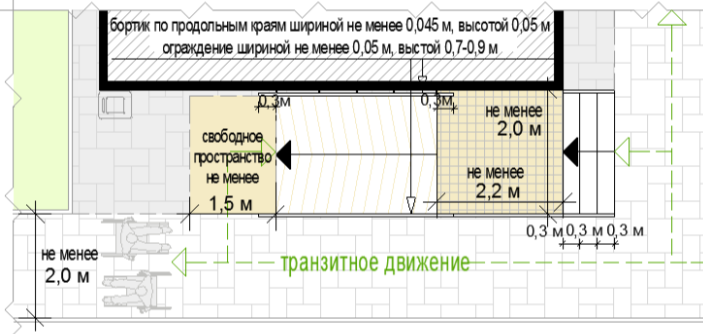 бортик по продольным краям шириной не менее 0,045 м, высотой 0,05 м
ограждение шириной не менее 0,05 м, выстой 0,7-0,9 м
0,3м
0,3м
свободное
пространство
не менее
1,5 м
не менее
2,0 м
не менее
2,2 м
0,3 м 0,3 м 0,3 м
не менее
2,0 м
транзитное движение